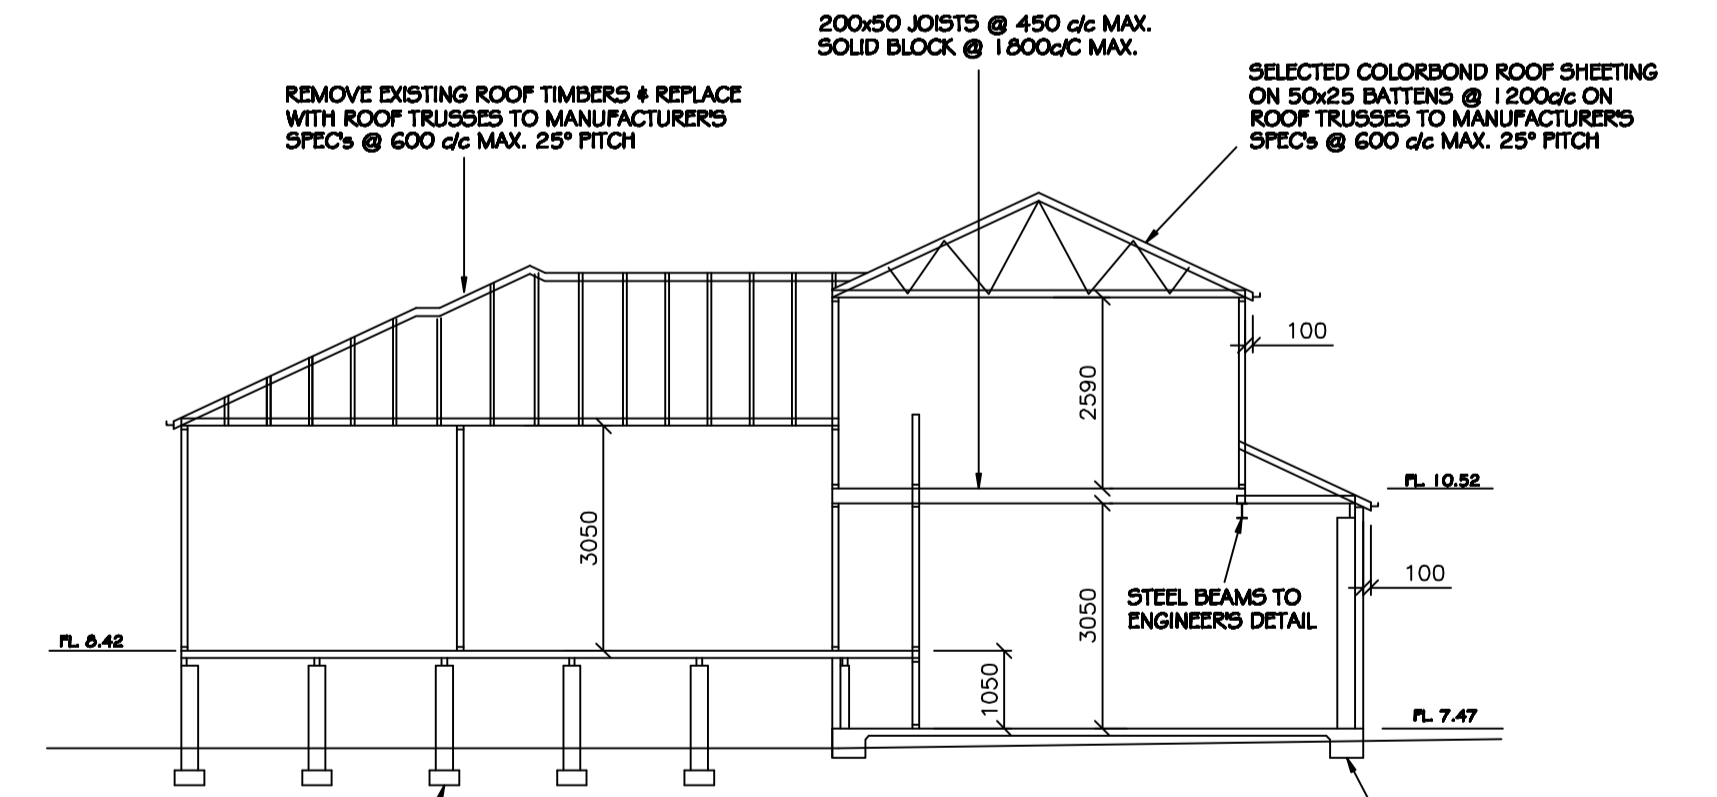 200x50 JOISTS @ 450 c/c MAX.
SOLID BLOCK @ 1800c/C MAX.
REMOVE EXISTING ROOF TIMBERS & REPLACE
WITH ROOF TRUSSES TO MANUFACTURER'S
SPEC's @ 600 c/c MAX. 25° PITCH
SELECTED COLORBOND ROOF SHEETING
ON 50x25 BATTENS @ 1200c/c ON
ROOF TRUSSES TO MANUFACTURER'S
SPEC's @ 600 c/c MAX. 25° PITCH
100
2590
FL 10.52
3050
100
STEEL BEAMS TO
ENGINEER'S DETAIL
3050
FL 8.42
1050
FL 7.47